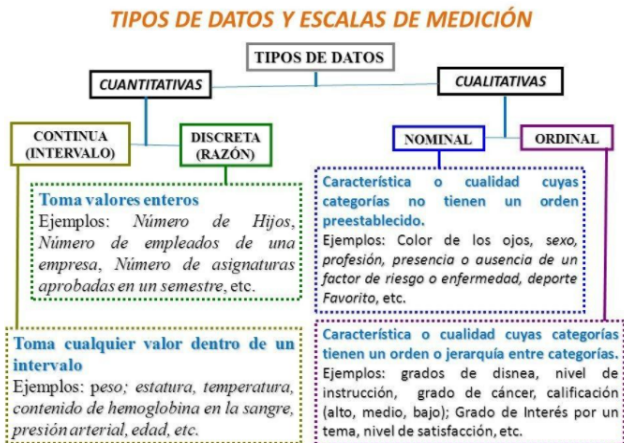 TIPOS DE DATOS Y ESCALAS DE MEDICIÓN
TIPOS DE DATOS
CUANTITATIVAS
CUALITATIVAS
CONTINUA
(INTERVALO)
DISCRETA
(RAZÓN)
NOMINAL
ORDINAL
Toma valores enteros
Ejemplos: Número de Hijos,
Número de empleados de una
empresa, Número de asignaturas
aprobadas en un semestre, etc.
Característica o cualidad cuyas
categorías no tienen un orden
preestablecido.
Ejemplos: Color de los ojos, sexo,
profesión, presencia o ausencia de un
factor de riesgo o enfermedad, deporte
Favorito, etc.
Toma cualquier valor dentro de un
intervalo
Ejemplos: peso; estatura, temperatura,
contenido de hemoglobina en la sangre,
presión arterial, edad, etc.
Característica o cualidad cuyas categorías
tienen un orden o jerarquía entre categorías.
Ejemplos: grados de disnea, nivel de
instrucción, grado de cáncer, calificación
(alto, medio, bajo); Grado de Interés por un
tema, nivel de satisfacción, etc.